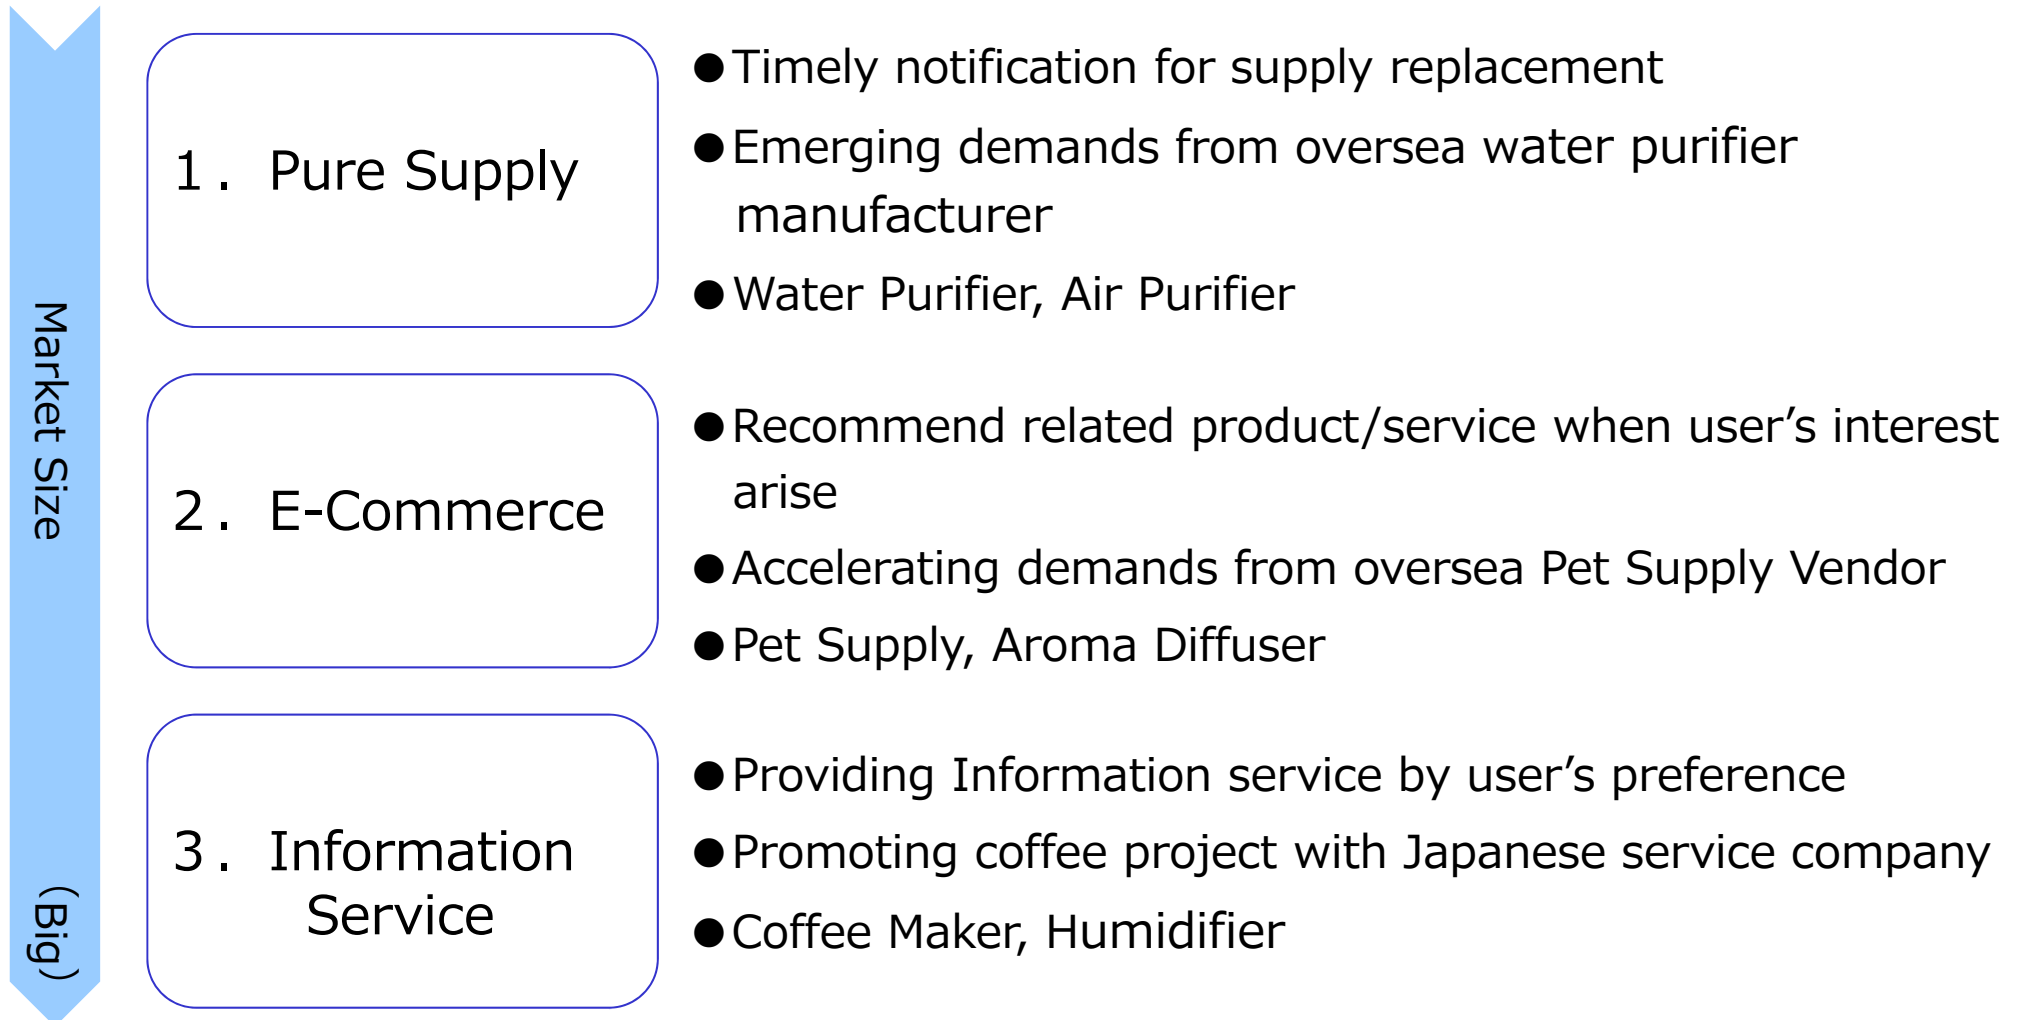 Market Size
（Big）
１．Pure Supply
●Timely notification for supply replacement
●Emerging demands from oversea water purifier
manufacturer
●Water Purifier, Air Purifier
２．E-Commerce
●Recommend related product/service when user’s interest
arise
●Accelerating demands from oversea Pet Supply Vendor
●Pet Supply, Aroma Diffuser
３．Information
Service
●Providing Information service by user’s preference
●Promoting coffee project with Japanese service company
●Coffee Maker, Humidifier